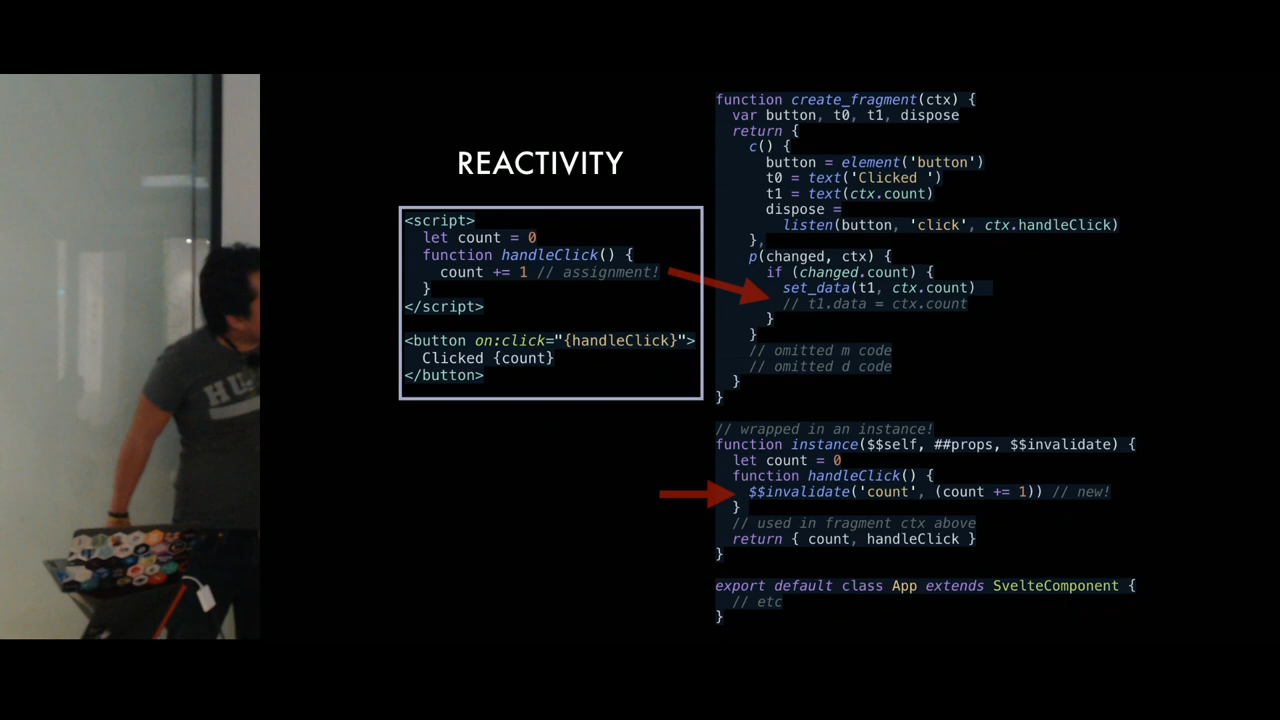 REACTIVITY
<script>
let count = 0
function handleClick() {
count += 1 // assignment!
}
</script>
<button on:click="{handleClick}">
Clicked {count}
</button>
function create_fragment(ctx) {
var button, t0, t1, dispose
return {
c() {
button = element('button')
t0 = text('Clicked ')
t1 = text(ctx.count)
dispose =
listen(button, 'click', ctx.handleClick)
},
p(changed, ctx) {
if (changed.count) {
set_data(t1, ctx.count)
// t1.data = ctx.count
}
}
// omitted m code
// omitted d code
}
}
// wrapped in an instance!
function instance($$self, ##props, $$invalidate) {
let count = 0
function handleClick() {
$$invalidate('count', (count += 1)) // new!
}
// used in fragment ctx above
return { count, handleClick }
}
export default class App extends SvelteComponent {
// etc
}